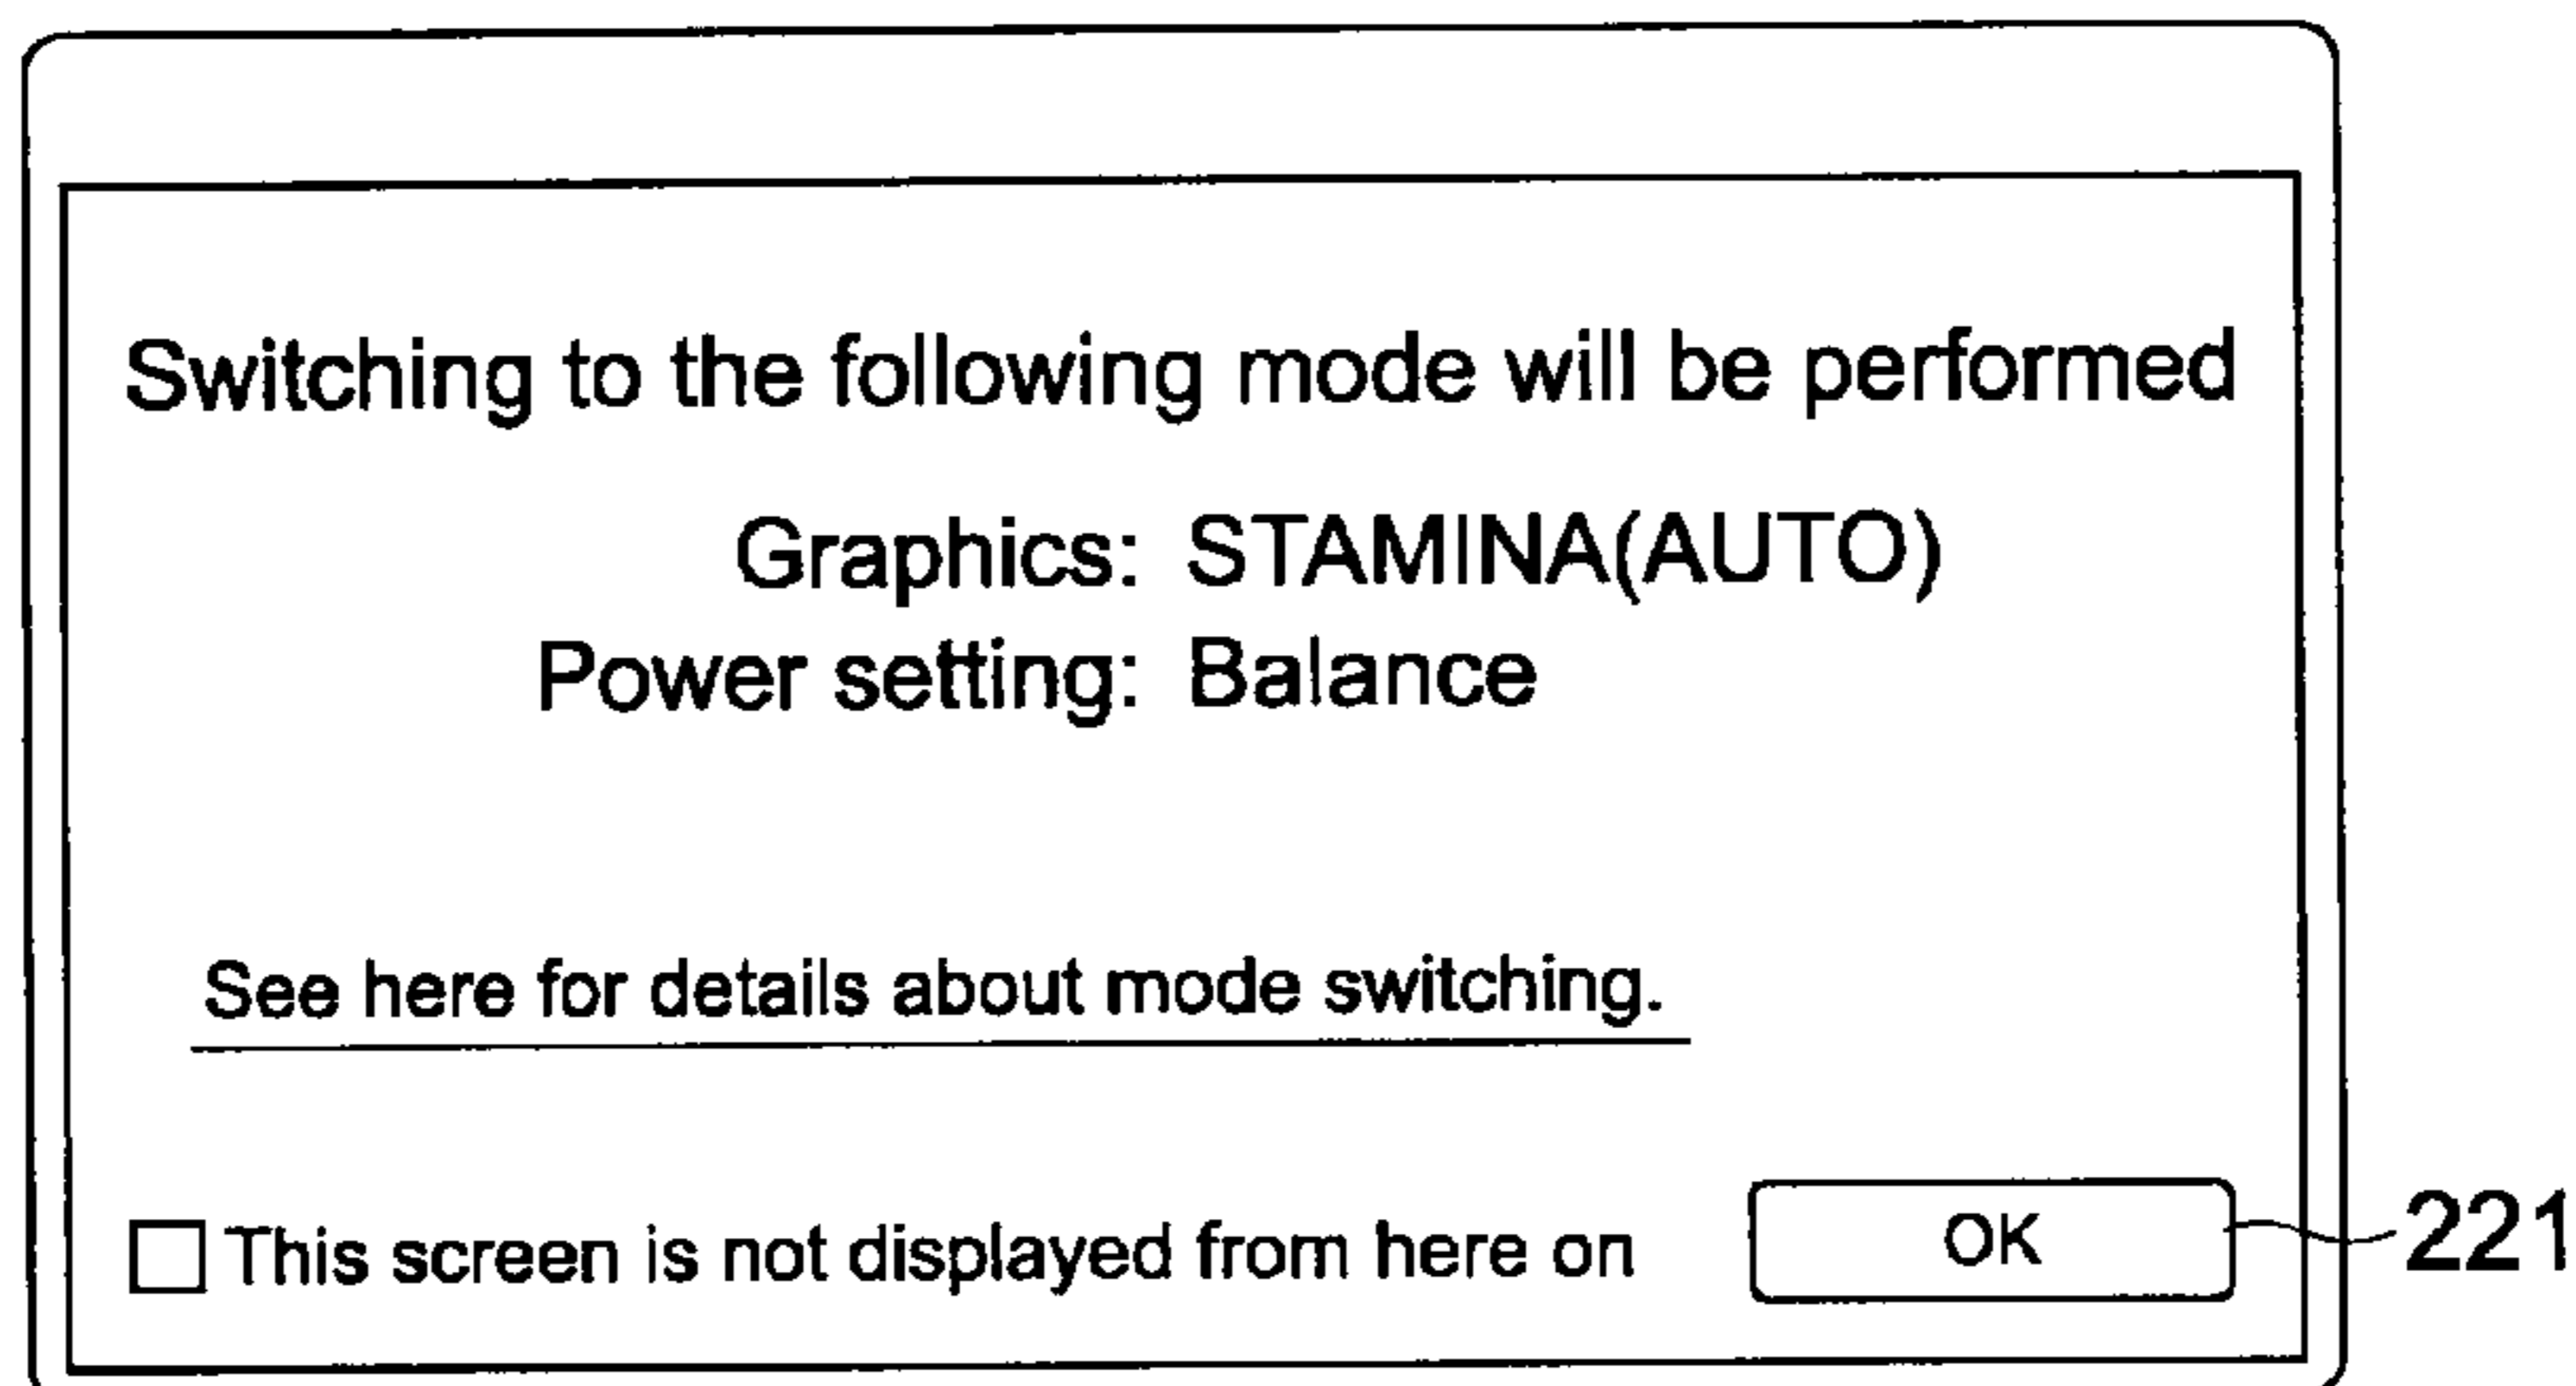 Switching to the following mode will be performed
Graphics: STAMINA(AUTO)
Power setting: Balance
See here for details about mode switching.
This screen is not displayed from here on
OK
221